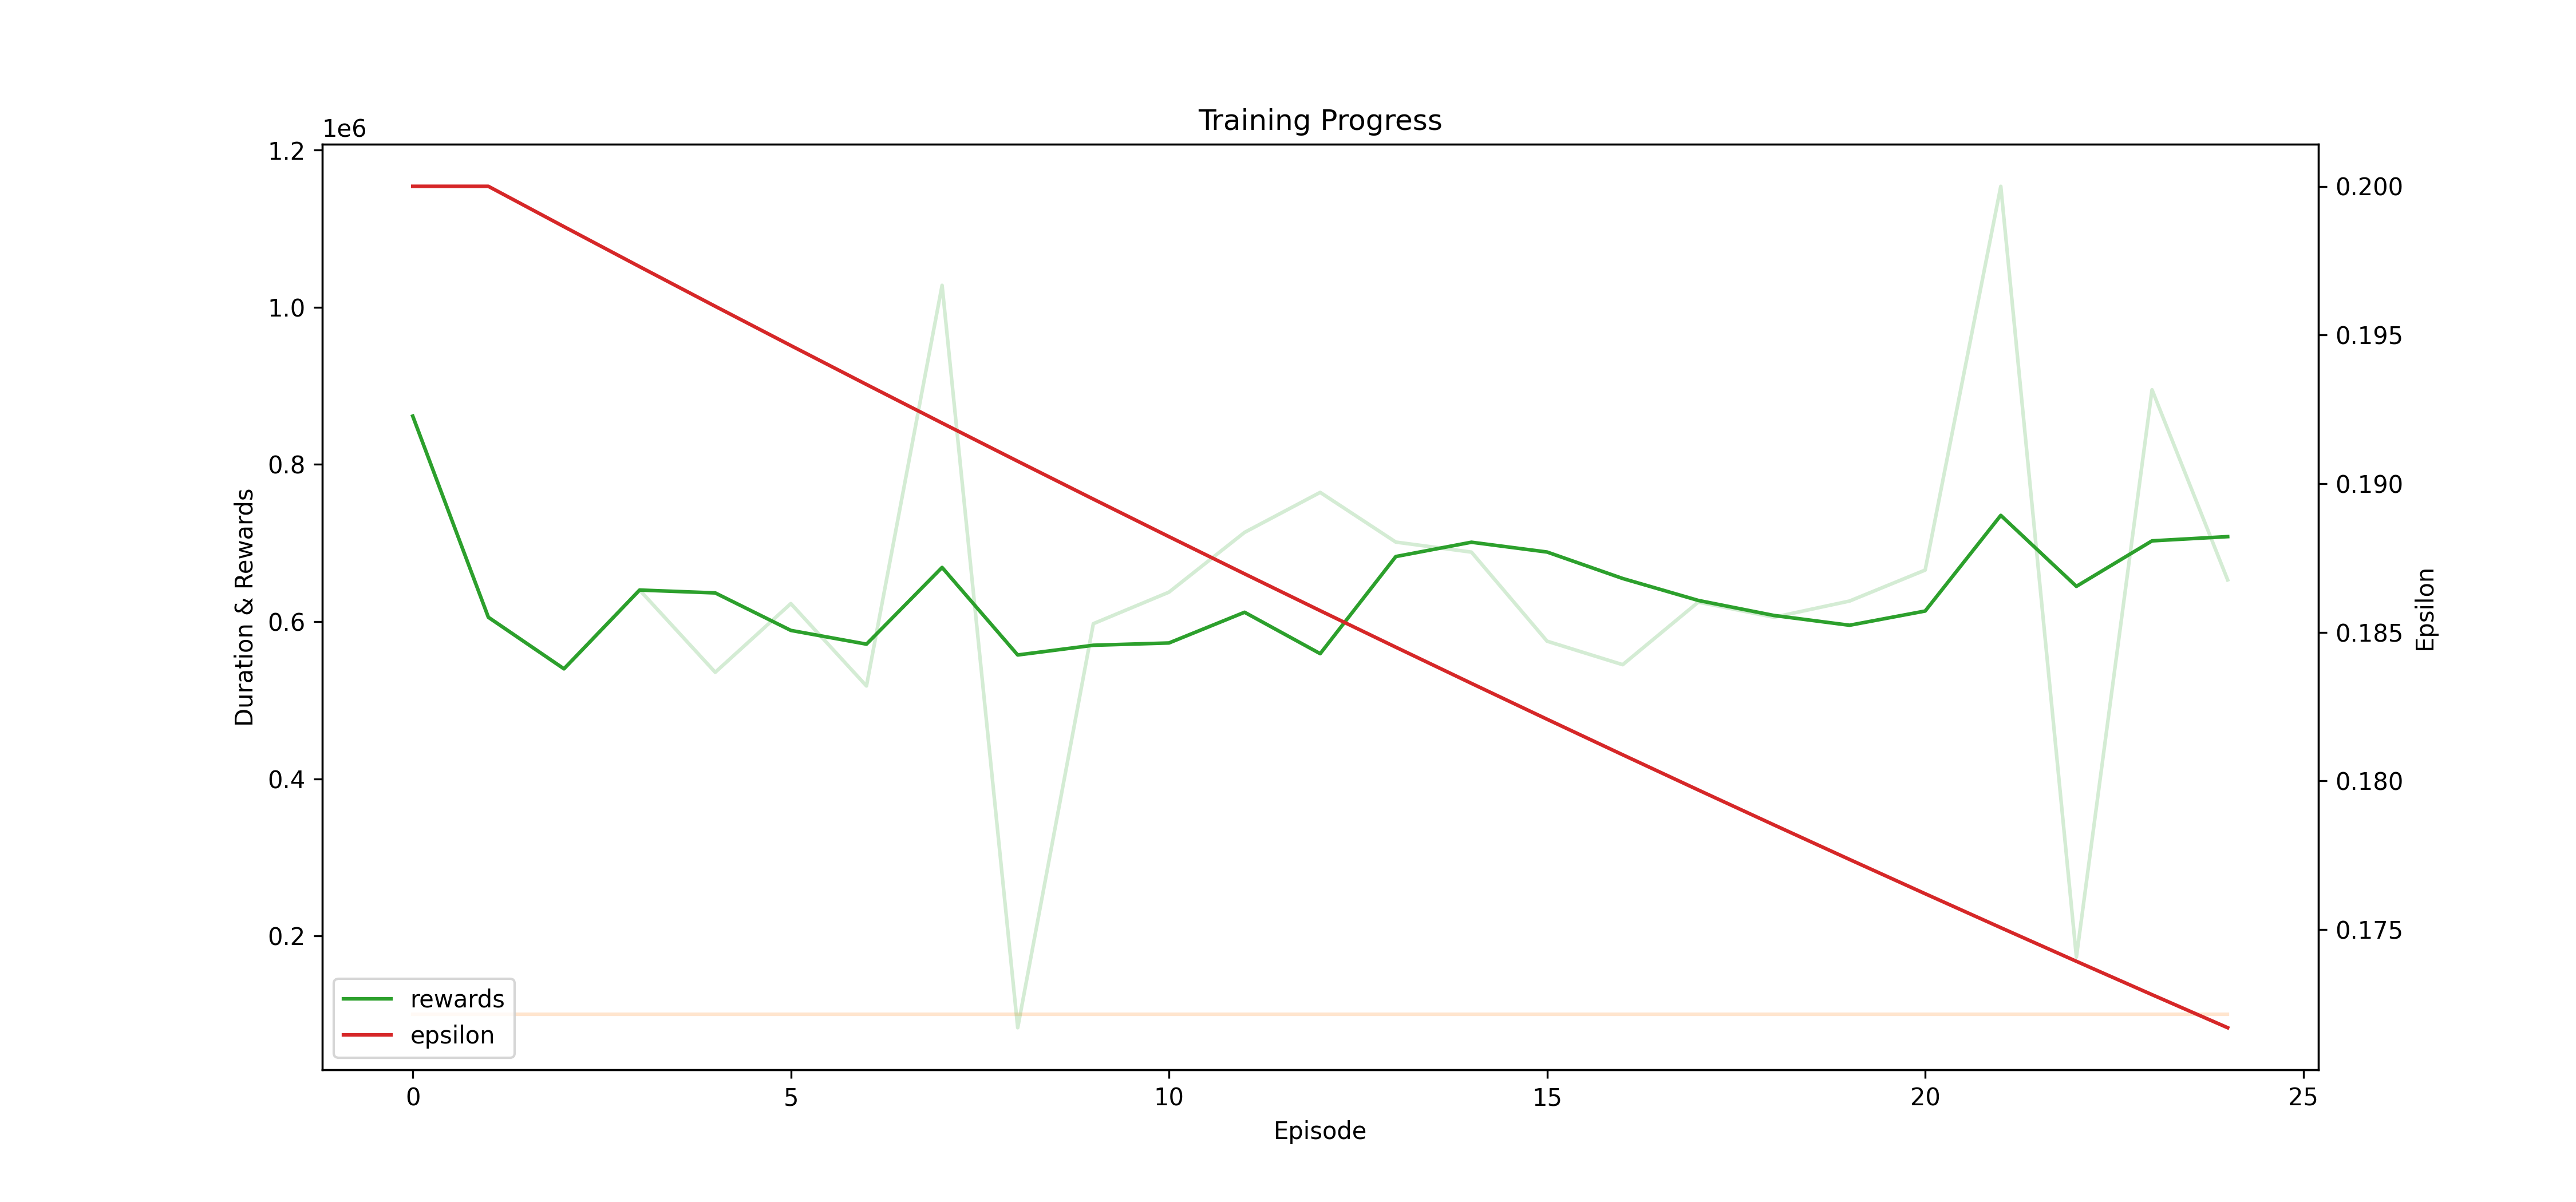 Training Progress
1e6
1.2
1.0
0.8
0.6
0.4
0.2
Duration & Rewards
0.200
0.195
0.190
0.185
0.180
0.175
Epsilon
rewards
epsilon
0 5 10 15 20 25
Episode